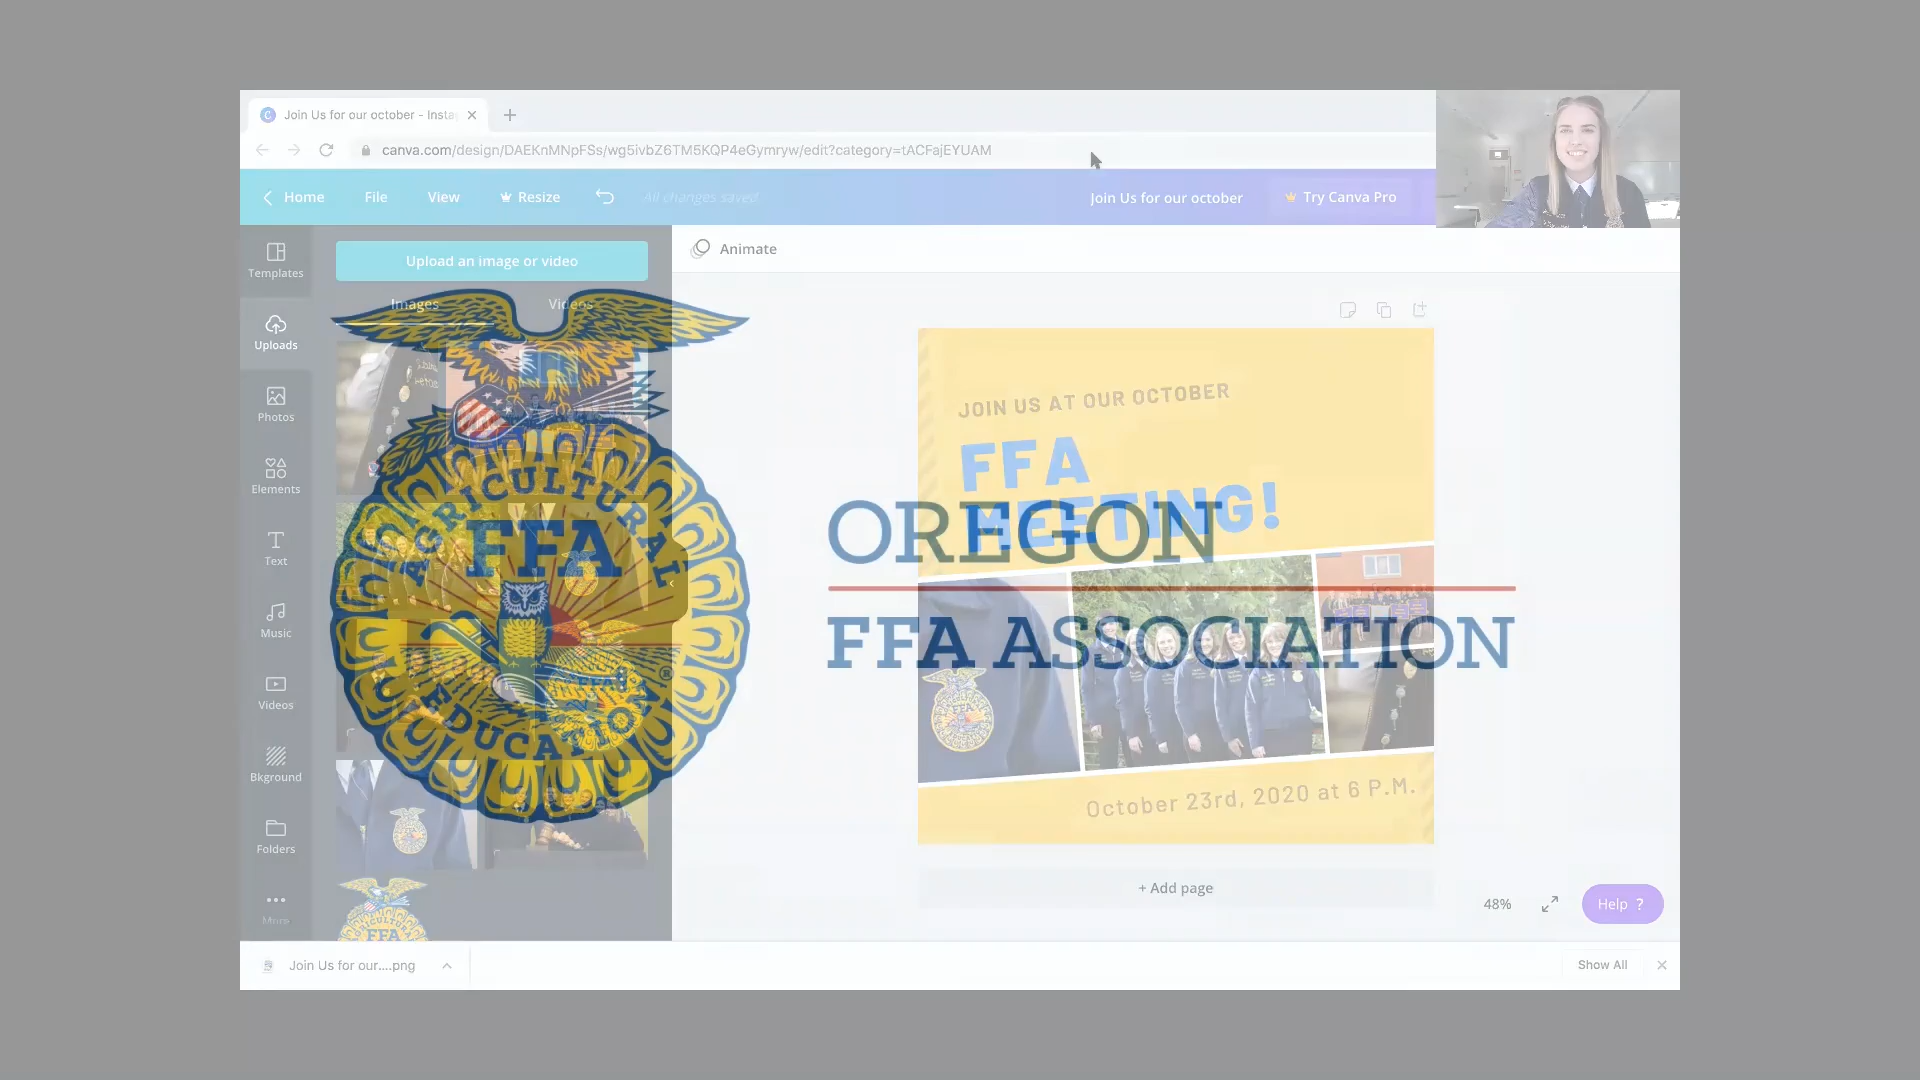 Join Us for our october - Insta
canva.com/design/DAEKnMNpFSs/wg5ivbZ6TM5KQP4eGymryw/edit?category=tACFajEYUAM
Home
File
View
Resize
All changes saved
Join Us for our october
Try Canva Pro
Templates
Uploads
Photos
Elements
Text
Music
Videos
Bkground
Folders
More
Upload an image or video
Images
Videos
Animate
AGRICULTURAL
FFA
EDUCATION
®
JOIN US AT OUR OCTOBER
FFA
MEETING!
OREGON
FFA ASSOCIATION
October 23rd, 2020 at 6 P.M.
+ Add page
48%
Help ?
AGRICULTURAL
FFA
Join Us for our....png
Show All